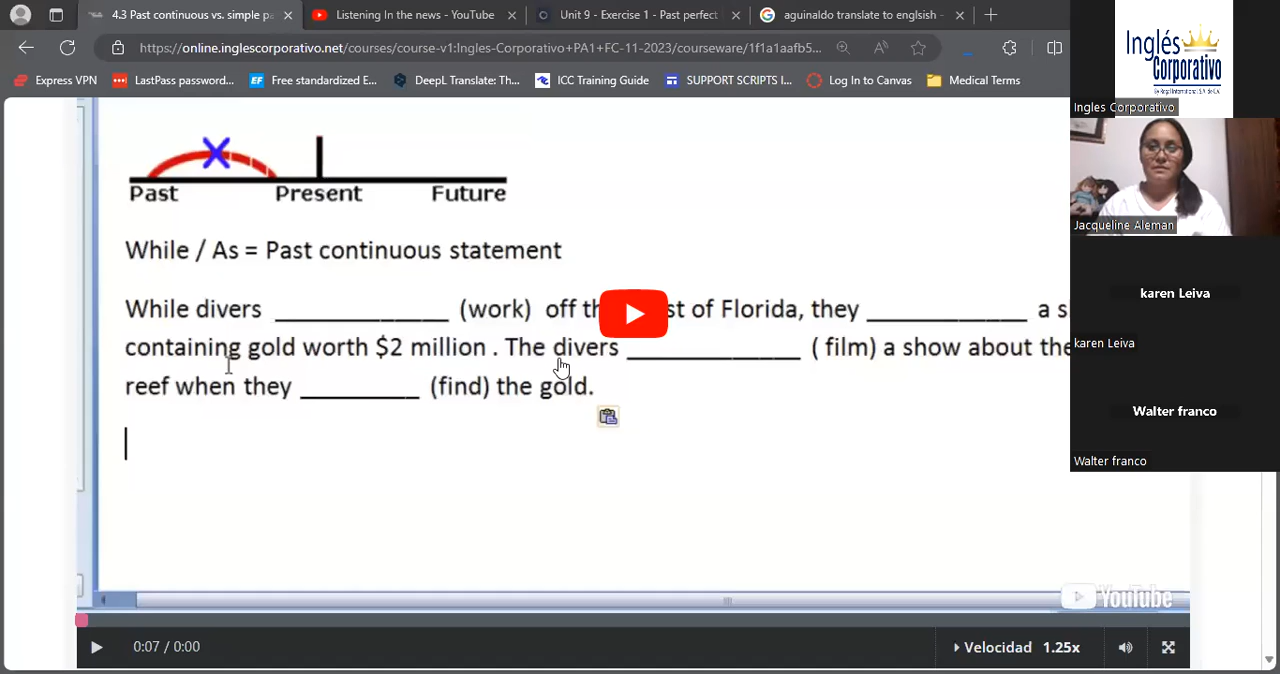 4.3 Past continuous vs. simple pa
Listening In the news - YouTube
Unit 9 - Exercise 1 - Past perfect
aguinaldo translate to englsish -
https://online.inglescorporativo.net/courses/course-v1:Ingles-Corporativo+PA1+FC-11-2023/courseware/1f1a1aafb5...
Express VPN
LastPass password...
EF Free standardized E...
DeepL Translate: Th...
ICC Training Guide
SUPPORT SCRIPTS I...
Log In to Canvas
Medical Terms
Past Present Future
While / As = Past continuous statement
While divers ____________ (work) off th st of Florida, they ____________ a s
containing gold worth $2 million . The divers ____________ ( film) a show about the
reef when they ________ (find) the gold.
YouTube
0:07 / 0:00
Velocidad 1.25x
Inglés
Corporativo
Ingles Corporativo
Jacqueline Aleman
karen Leiva
karen Leiva
Walter franco
Walter franco